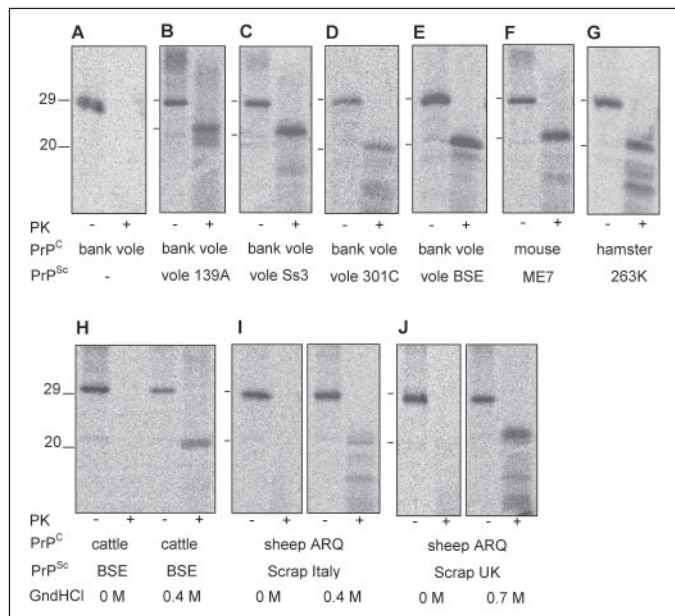 A B C D E F G
29
20
PK - + - + - + - + - + - + - +
PrP^C bank vole bank vole bank vole bank vole bank vole mouse hamster
PrP^Sc - vole 139A vole Ss3 vole 301C vole BSE ME7 263K
H I J
29
20
PK - + - + - + - + - + - +
PrP^C cattle cattle sheep ARQ sheep ARQ
PrP^Sc BSE BSE Scrap Italy Scrap UK
GndHCl 0 M 0.4 M 0 M 0.4 M 0 M 0.7 M